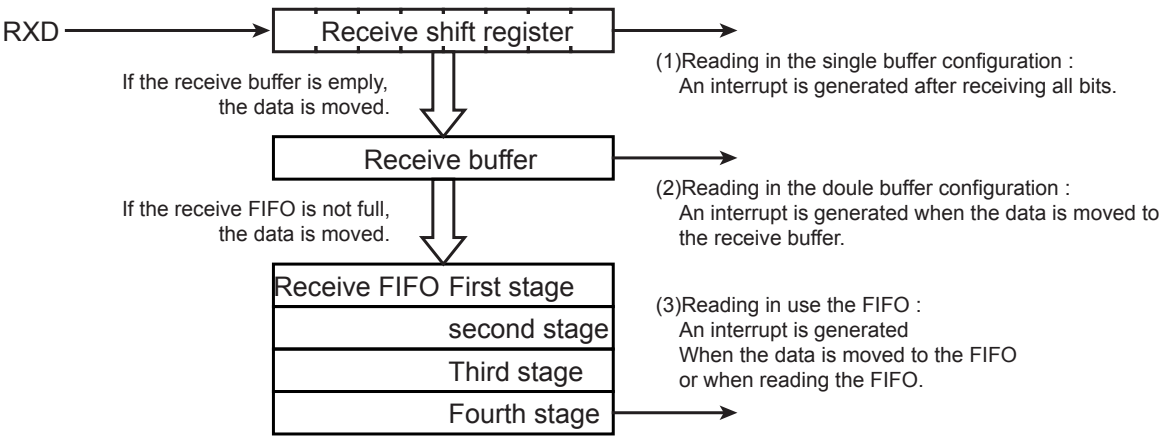 RXD
Receive shift register
If the receive buffer is emply,
the data is moved.
(1)Reading in the single buffer configuration :
An interrupt is generated after receiving all bits.
Receive buffer
If the receive FIFO is not full,
the data is moved.
(2)Reading in the doule buffer configuration :
An interrupt is generated when the data is moved to
the receive buffer.
Receive FIFO First stage
second stage
Third stage
Fourth stage
(3)Reading in use the FIFO :
An interrupt is generated
When the data is moved to the FIFO
or when reading the FIFO.